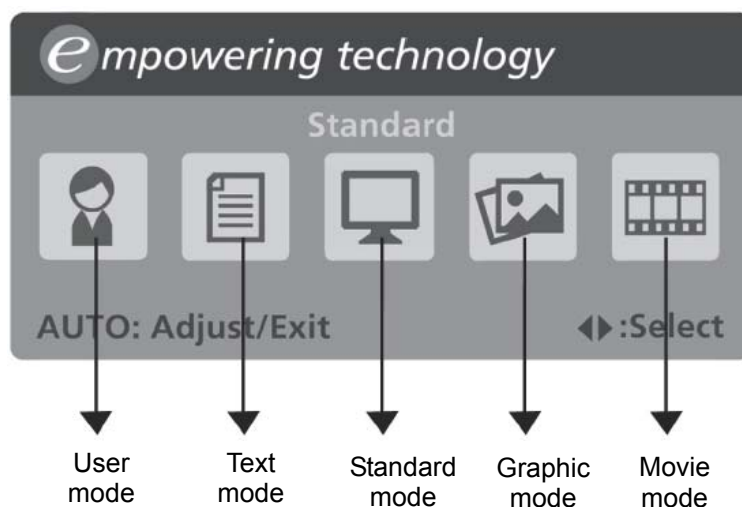 empowering technology
Standard
AUTO: Adjust/Exit ◀▶:Select
User mode
Text mode
Standard mode
Graphic mode
Movie mode